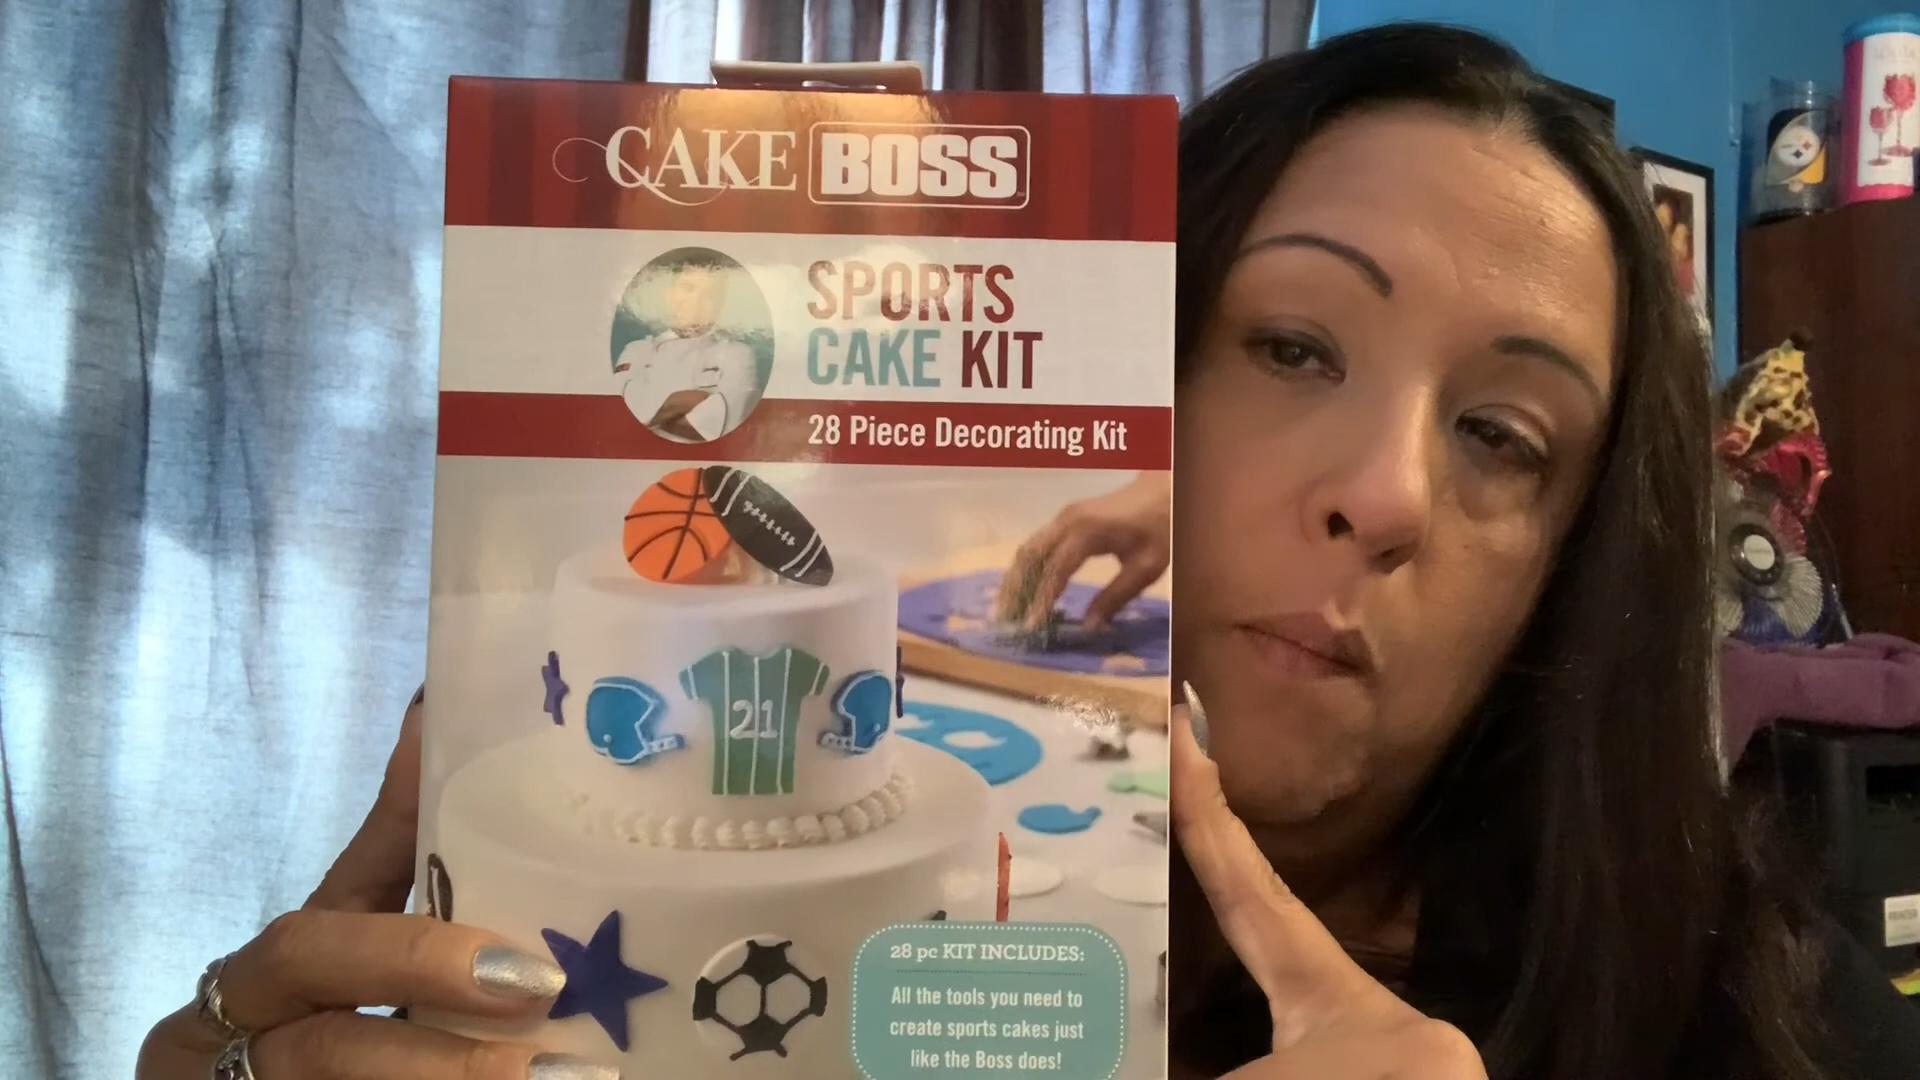 CAKE BOSS
SPORTS
CAKE KIT
28 Piece Decorating Kit
21
28 pc KIT INCLUDES:
All the tools you need to
create sports cakes just
like the Boss does!